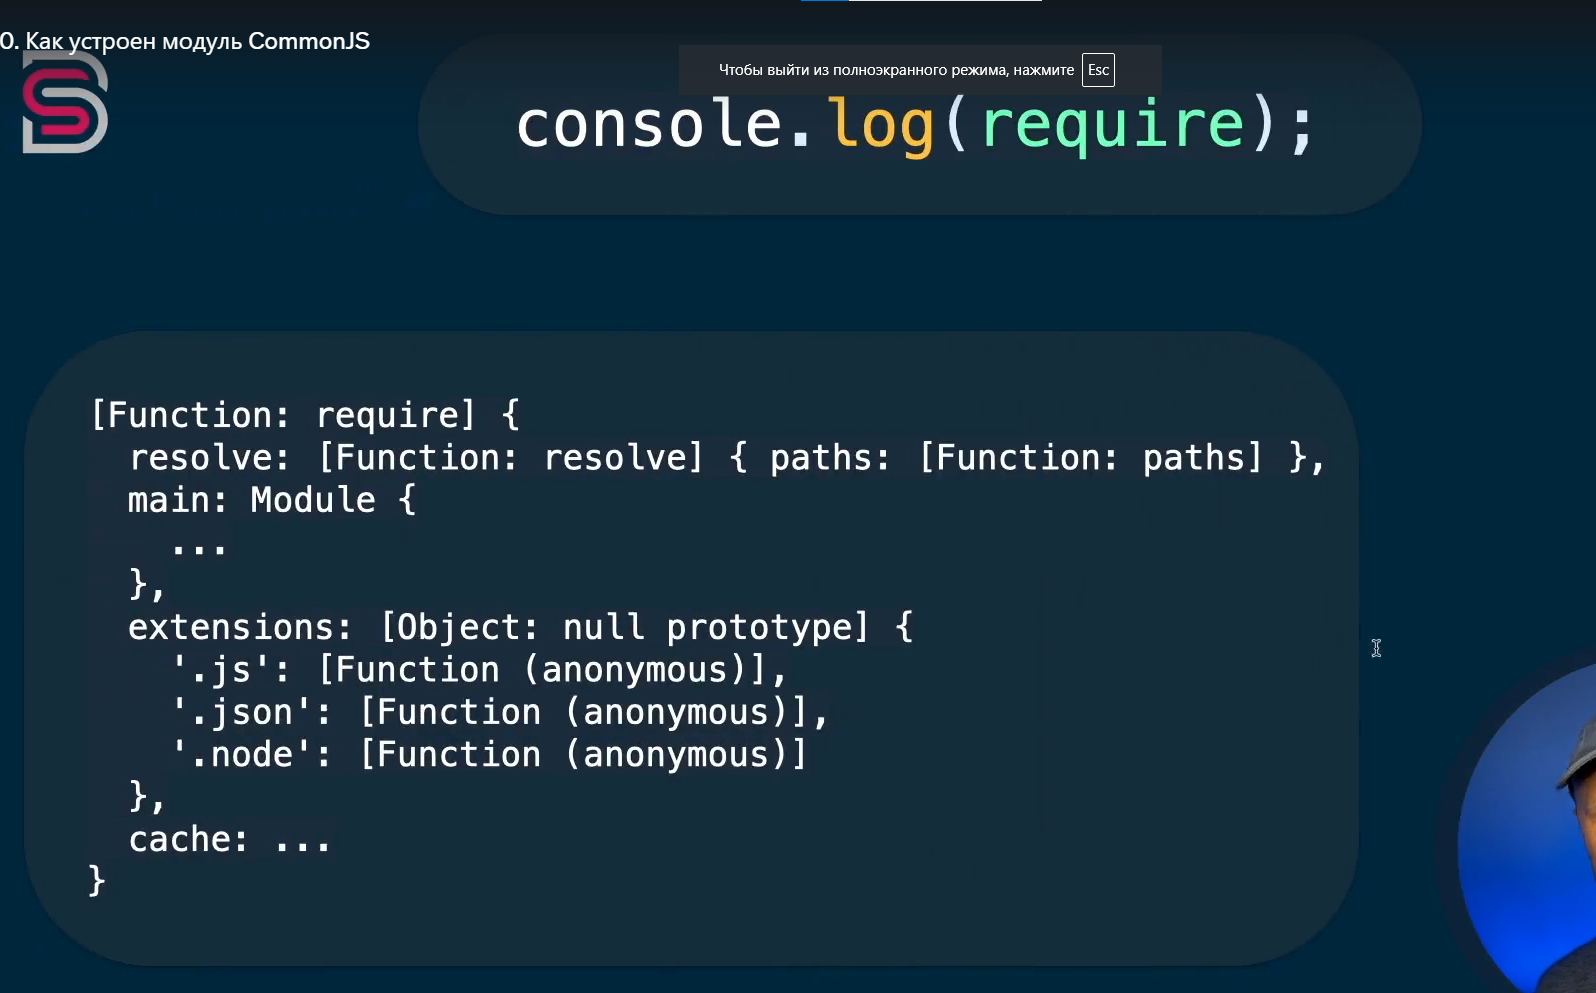 0. Как устроен модуль CommonJS
Чтобы выйти из полноэкранного режима, нажмите Esc
console.log(require);
[Function: require] {
resolve: [Function: resolve] { paths: [Function: paths] },
main: Module {
...
},
extensions: [Object: null prototype] {
'.js': [Function (anonymous)],
'.json': [Function (anonymous)],
'.node': [Function (anonymous)]
},
cache: ...
}